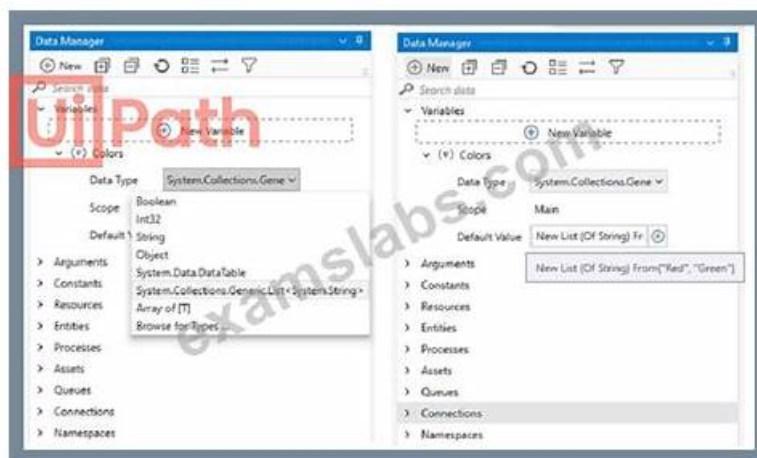 Data Manager
New
Search data
Variables
New Variable
(v) Colors
Data Type System.Collections.Gene
Scope
Boolean
Int32
Default V
String
Object
System.Data.DataTable
System.Collections.Generic.List<System.String>
Array of [T]
Browse for Types ...
Arguments
Constants
Resources
Entities
Processes
Assets
Queues
Connections
Namespaces
Data Manager
New
Search data
Variables
New Variable
(v) Colors
Data Type System.Collections.Gene
Scope Main
Default Value New List (Of String) Fr
New List (Of String) From{"Red", "Green"}
Arguments
Constants
Resources
Entities
Processes
Assets
Queues
Connections
Namespaces
UiPath
examslabs.com